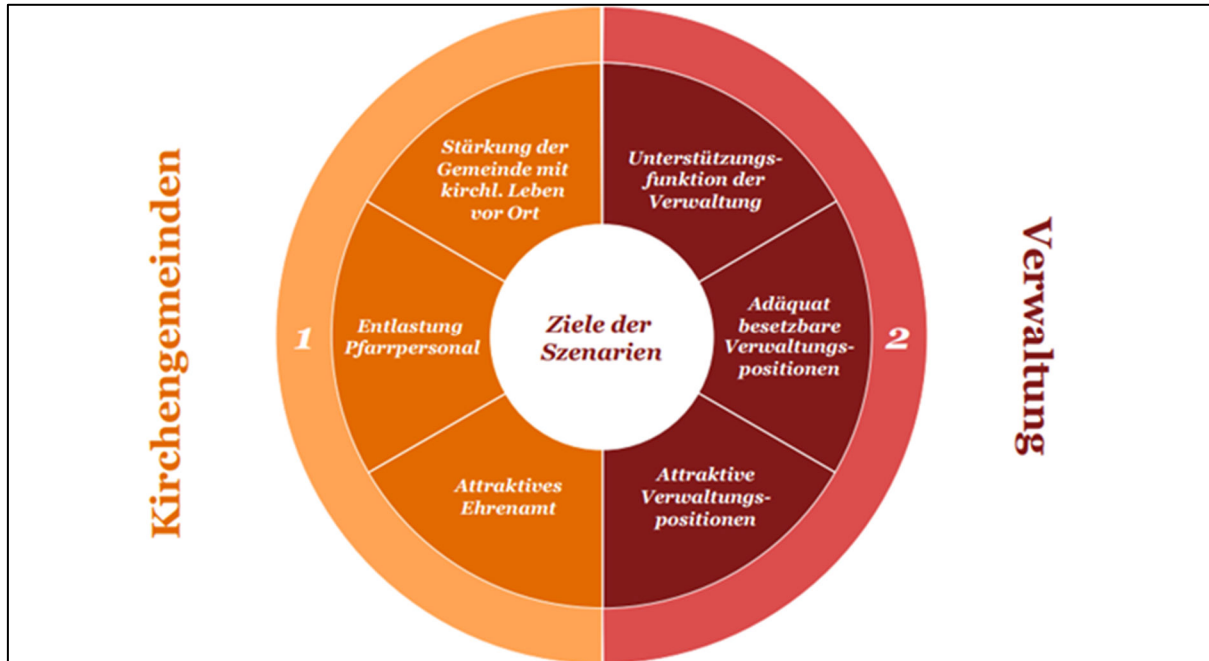 Kirchengemeinden
1
Stärkung der
Gemeinde mit
kirchl. Leben
vor Ort
Entlastung
Pfarrpersonal
Attraktives
Ehrenamt
Ziele der
Szenarien
Unterstützungs-
funktion der
Verwaltung
Adäquat
besetzbare
Verwaltungs-
positionen
Attraktive
Verwaltungs-
positionen
2
Verwaltung